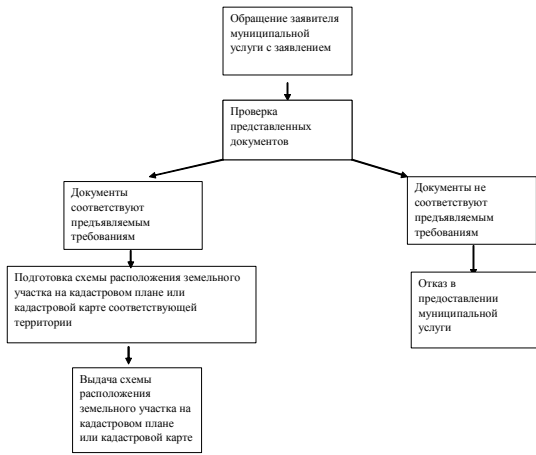 Обращение заявителя
муниципальной
услуги с заявлением
Проверка
представленных
документов
Документы
соответствуют
предъявляемым
требованиям
Документы не
соответствуют
предъявляемым
требованиям
Подготовка схемы расположения земельного
участка на кадастровом плане или
кадастровой карте соответствующей
территории
Отказ в
предоставлении
муниципальной
услуги
Выдача схемы
расположения
земельного участка на
кадастровом плане
или кадастровой карте